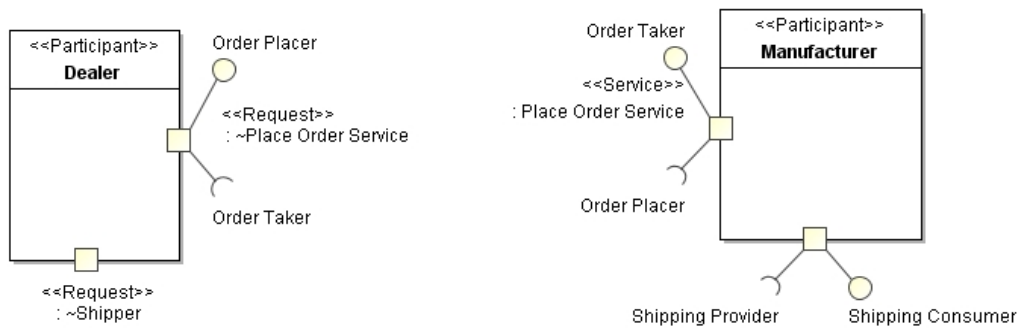 <<Participant>>
Dealer
Order Placer
<<Request>>
: ~Place Order Service
Order Taker
<<Request>>
: ~Shipper
<<Participant>>
Manufacturer
Order Taker
<<Service>>
: Place Order Service
Order Placer
Shipping Provider
Shipping Consumer